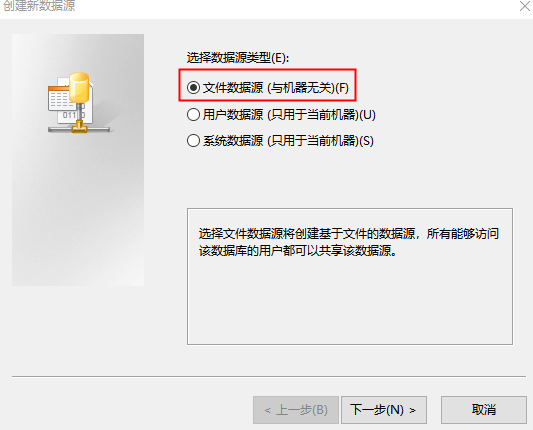 创建新数据源
选择数据源类型(E):
文件数据源 (与机器无关)(F)
用户数据源 (只用于当前机器)(U)
系统数据源 (只用于当前机器)(S)
选择文件数据源将创建基于文件的数据源，所有能够访问
该数据库的用户都可以共享该数据源。
< 上一步(B)
下一步(N) >
取消